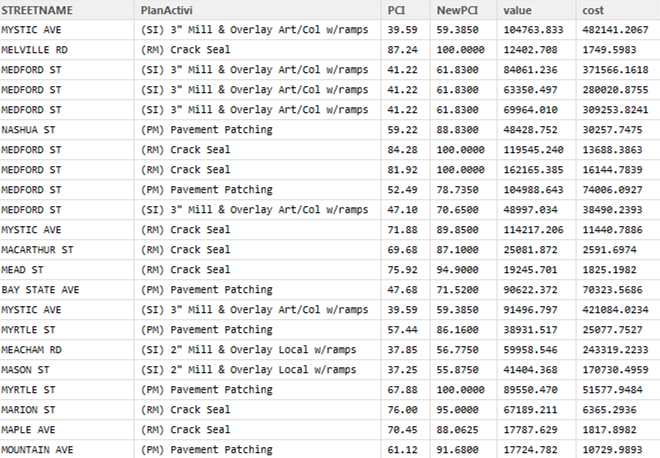 STREETNAME PlanActivi PCI NewPCI value cost
MYSTIC AVE (SI) 3" Mill & Overlay Art/Col w/ramps 39.59 59.3850 104763.833 482141.2067
MELVILLE RD (RM) Crack Seal 87.24 100.0000 12402.708 1749.5983
MEDFORD ST (SI) 3" Mill & Overlay Art/Col w/ramps 41.22 61.8300 84061.236 371566.1618
MEDFORD ST (SI) 3" Mill & Overlay Art/Col w/ramps 41.22 61.8300 63350.497 280020.8755
MEDFORD ST (SI) 3" Mill & Overlay Art/Col w/ramps 41.22 61.8300 69964.010 309253.8241
NASHUA ST (PM) Pavement Patching 59.22 88.8300 48428.752 30257.7475
MEDFORD ST (RM) Crack Seal 84.28 100.0000 119545.240 13688.3863
MEDFORD ST (RM) Crack Seal 81.92 100.0000 162165.385 16144.7839
MEDFORD ST (PM) Pavement Patching 52.49 78.7350 104988.643 74006.0927
MEDFORD ST (SI) 3" Mill & Overlay Art/Col w/ramps 47.10 70.6500 48997.034 38490.2393
MYSTIC AVE (RM) Crack Seal 71.88 89.8500 114217.206 11440.7886
MACARTHUR ST (RM) Crack Seal 69.68 87.1000 25081.872 2591.6974
MEAD ST (RM) Crack Seal 75.92 94.9000 19245.701 1825.1982
BAY STATE AVE (PM) Pavement Patching 47.68 71.5200 90622.372 70323.5686
MYSTIC AVE (SI) 3" Mill & Overlay Art/Col w/ramps 39.59 59.3850 91496.797 421084.0234
MYRTLE ST (PM) Pavement Patching 57.44 86.1600 38931.517 25077.7527
MEACHAM RD (SI) 2" Mill & Overlay Local w/ramps 37.85 56.7750 59958.546 243319.2233
MASON ST (SI) 2" Mill & Overlay Local w/ramps 37.25 55.8750 41404.368 170730.4959
MYRTLE ST (PM) Pavement Patching 67.88 100.0000 89550.470 51577.9484
MARION ST (RM) Crack Seal 76.00 95.0000 67189.211 6365.2936
MAPLE AVE (RM) Crack Seal 70.45 88.0625 17787.629 1817.8982
MOUNTAIN AVE (PM) Pavement Patching 61.12 91.6800 17724.782 10729.9893